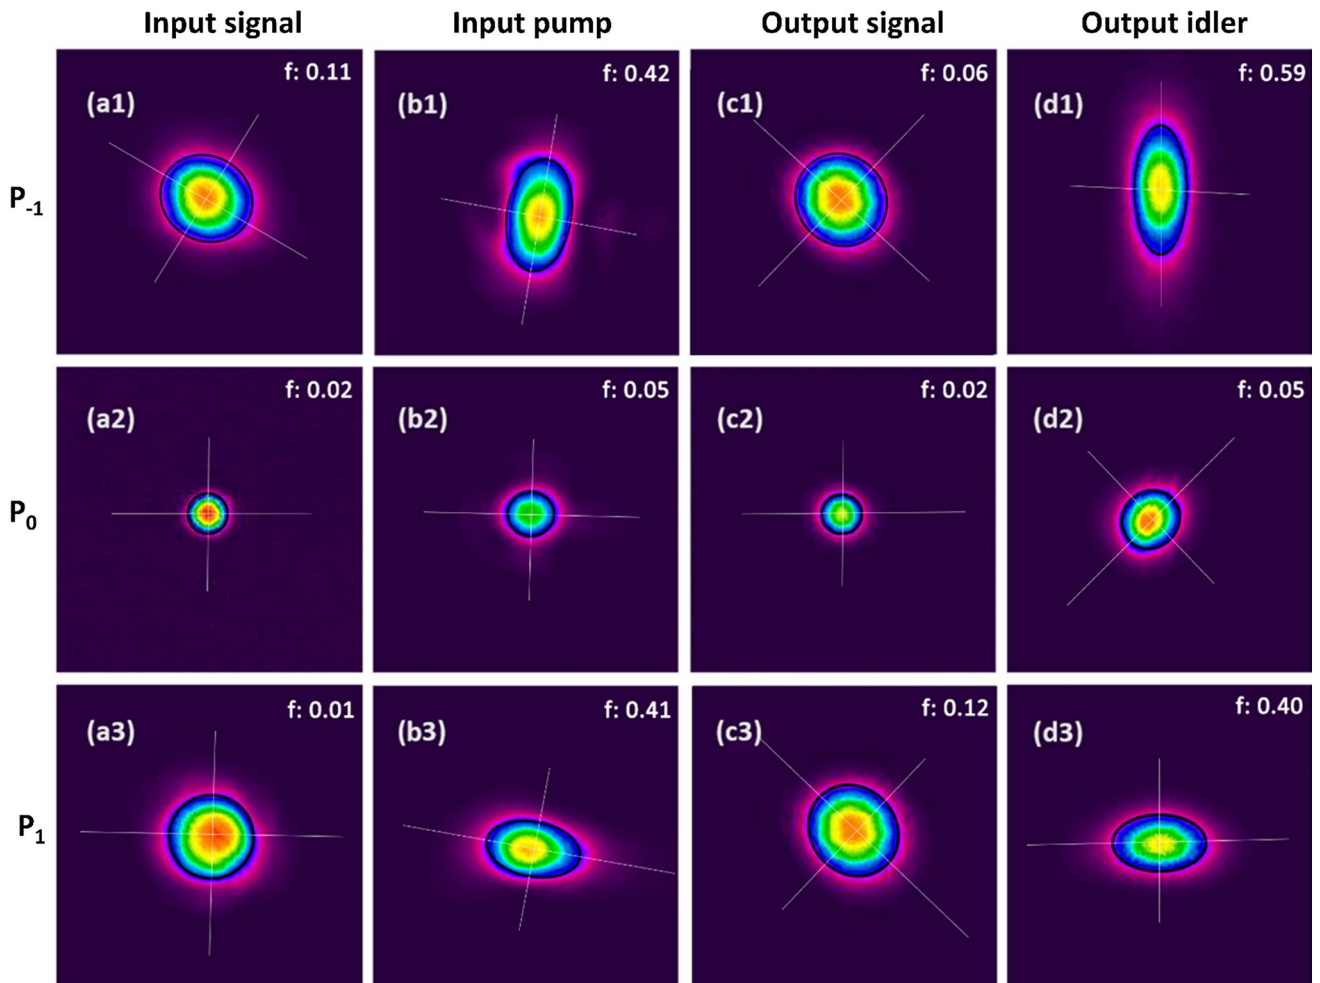 Input signal Input pump Output signal Output idler
P-1
(a1) f: 0.11
(b1) f: 0.42
(c1) f: 0.06
(d1) f: 0.59
P0
(a2) f: 0.02
(b2) f: 0.05
(c2) f: 0.02
(d2) f: 0.05
P1
(a3) f: 0.01
(b3) f: 0.41
(c3) f: 0.12
(d3) f: 0.40